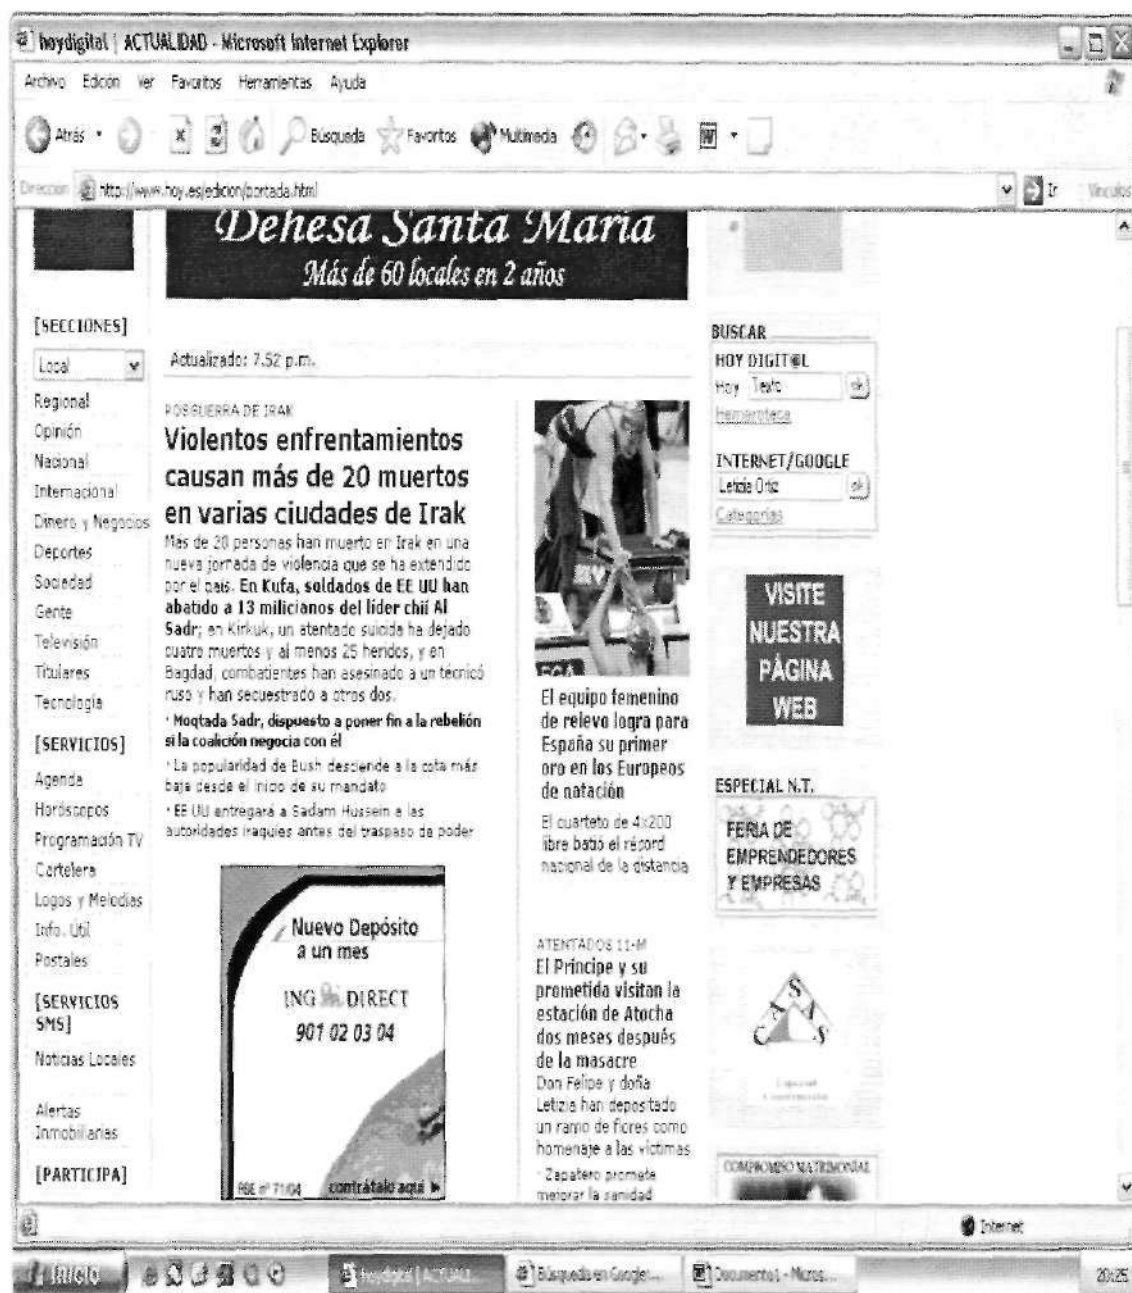 hoydigital | ACTUALIDAD - Microsoft Internet Explorer
Archivo Edición Ver Favoritos Herramientas Ayuda
Atrás Búsqueda Favoritos Multimedia
Dirección http://www.hoy.es/edicion/portada.html Ir Vínculos
Dehesa Santa María
Más de 60 locales en 2 años
[SECCIONES]
Local
Regional
Opinión
Nacional
Internacional
Dinero y Negocios
Deportes
Sociedad
Gente
Televisión
Titulares
Tecnología
[SERVICIOS]
Agenda
Horóscopos
Programación TV
Cartelera
Logos y Melodías
Info. Útil
Postales
[SERVICIOS
SMS]
Noticias Locales
Alertas
Inmobiliarias
[PARTICIPA]
Actualizado: 7.52 p.m.
POSGUERRA DE IRAK
Violentos enfrentamientos
causan más de 20 muertos
en varias ciudades de Irak
Más de 20 personas han muerto en Irak en una
nueva jornada de violencia que se ha extendido
por el país. En Kufa, soldados de EE UU han
abatido a 13 milicianos del líder chií Al
Sadr; en Kirkuk, un atentado suicida ha dejado
cuatro muertos y al menos 25 heridos, y en
Bagdad, combatientes han asesinado a un técnico
ruso y han secuestrado a otros dos.
· Moqtada Sadr, dispuesto a poner fin a la rebelión
si la coalición negocia con él
· La popularidad de Bush desciende a la cota más
baja desde el inicio de su mandato
· EE UU entregará a Sadam Hussein a las
autoridades iraquíes antes del traspaso de poder
Nuevo Depósito
a un mes
ING DIRECT
901 02 03 04
RBE nº 71/04 contrátalo aquí
El equipo femenino
de relevo logra para
España su primer
oro en los Europeos
de natación
El cuarteto de 4x200
libre batió el récord
nacional de la distancia
ATENTADOS 11-M
El Príncipe y su
prometida visitan la
estación de Atocha
dos meses después
de la masacre
Don Felipe y doña
Letizia han depositado
un ramo de flores como
homenaje a las víctimas
· Zapatero promete
mejorar la sanidad
BUSCAR
HOY DIGIT@L
Hoy Texto ok
Hemeroteca
INTERNET/GOOGLE
Letizia Ortiz ok
Categorías
VISITE
NUESTRA
PÁGINA
WEB
ESPECIAL N.T.
FERIA DE
EMPRENDEDORES
Y EMPRESAS
CASAS
Especial
COMPROMISO MATRIMONIAL
Internet
Inicio hoydigital | ACTUALI... Búsqueda en Google... Documento1 - Micros... 20:25